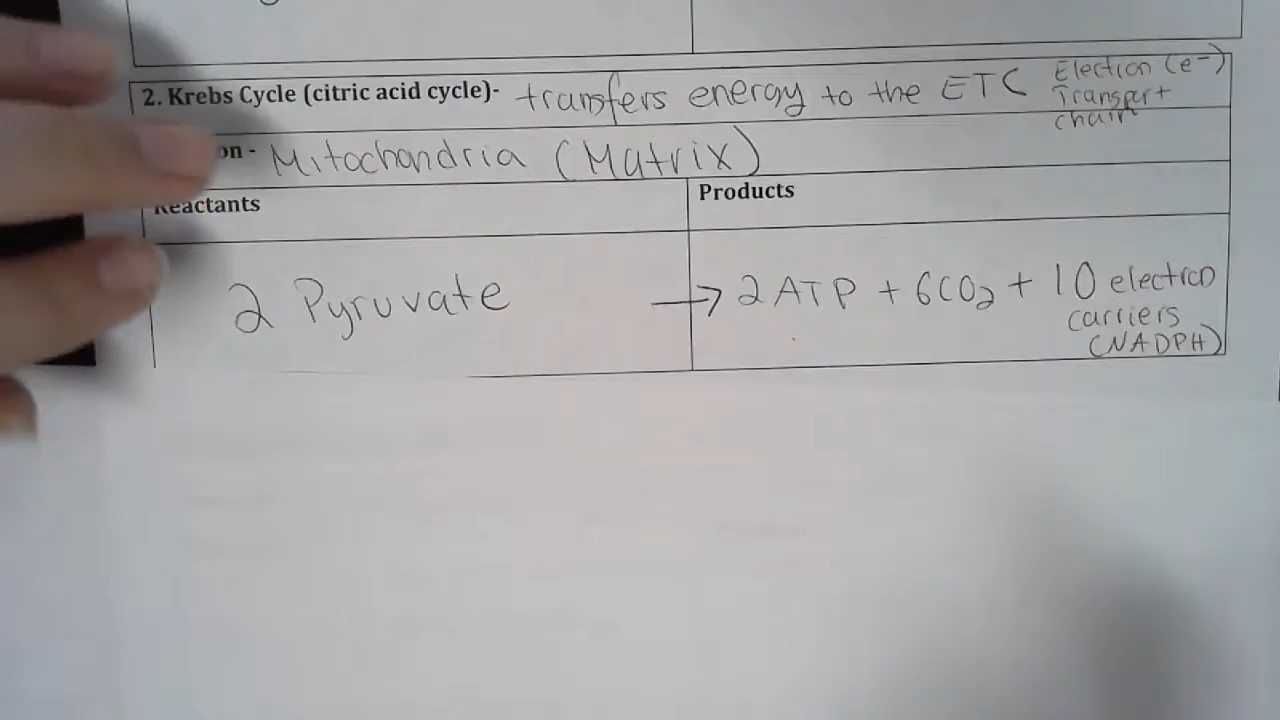 2. Krebs Cycle (citric acid cycle)- transfers energy to the ETC Electron (e-)
Transport
chain
on - Mitochondria (Matrix)
Reactants
Products
2 Pyruvate → 2 ATP + 6CO₂ + 10 electron
carriers
(NADPH)